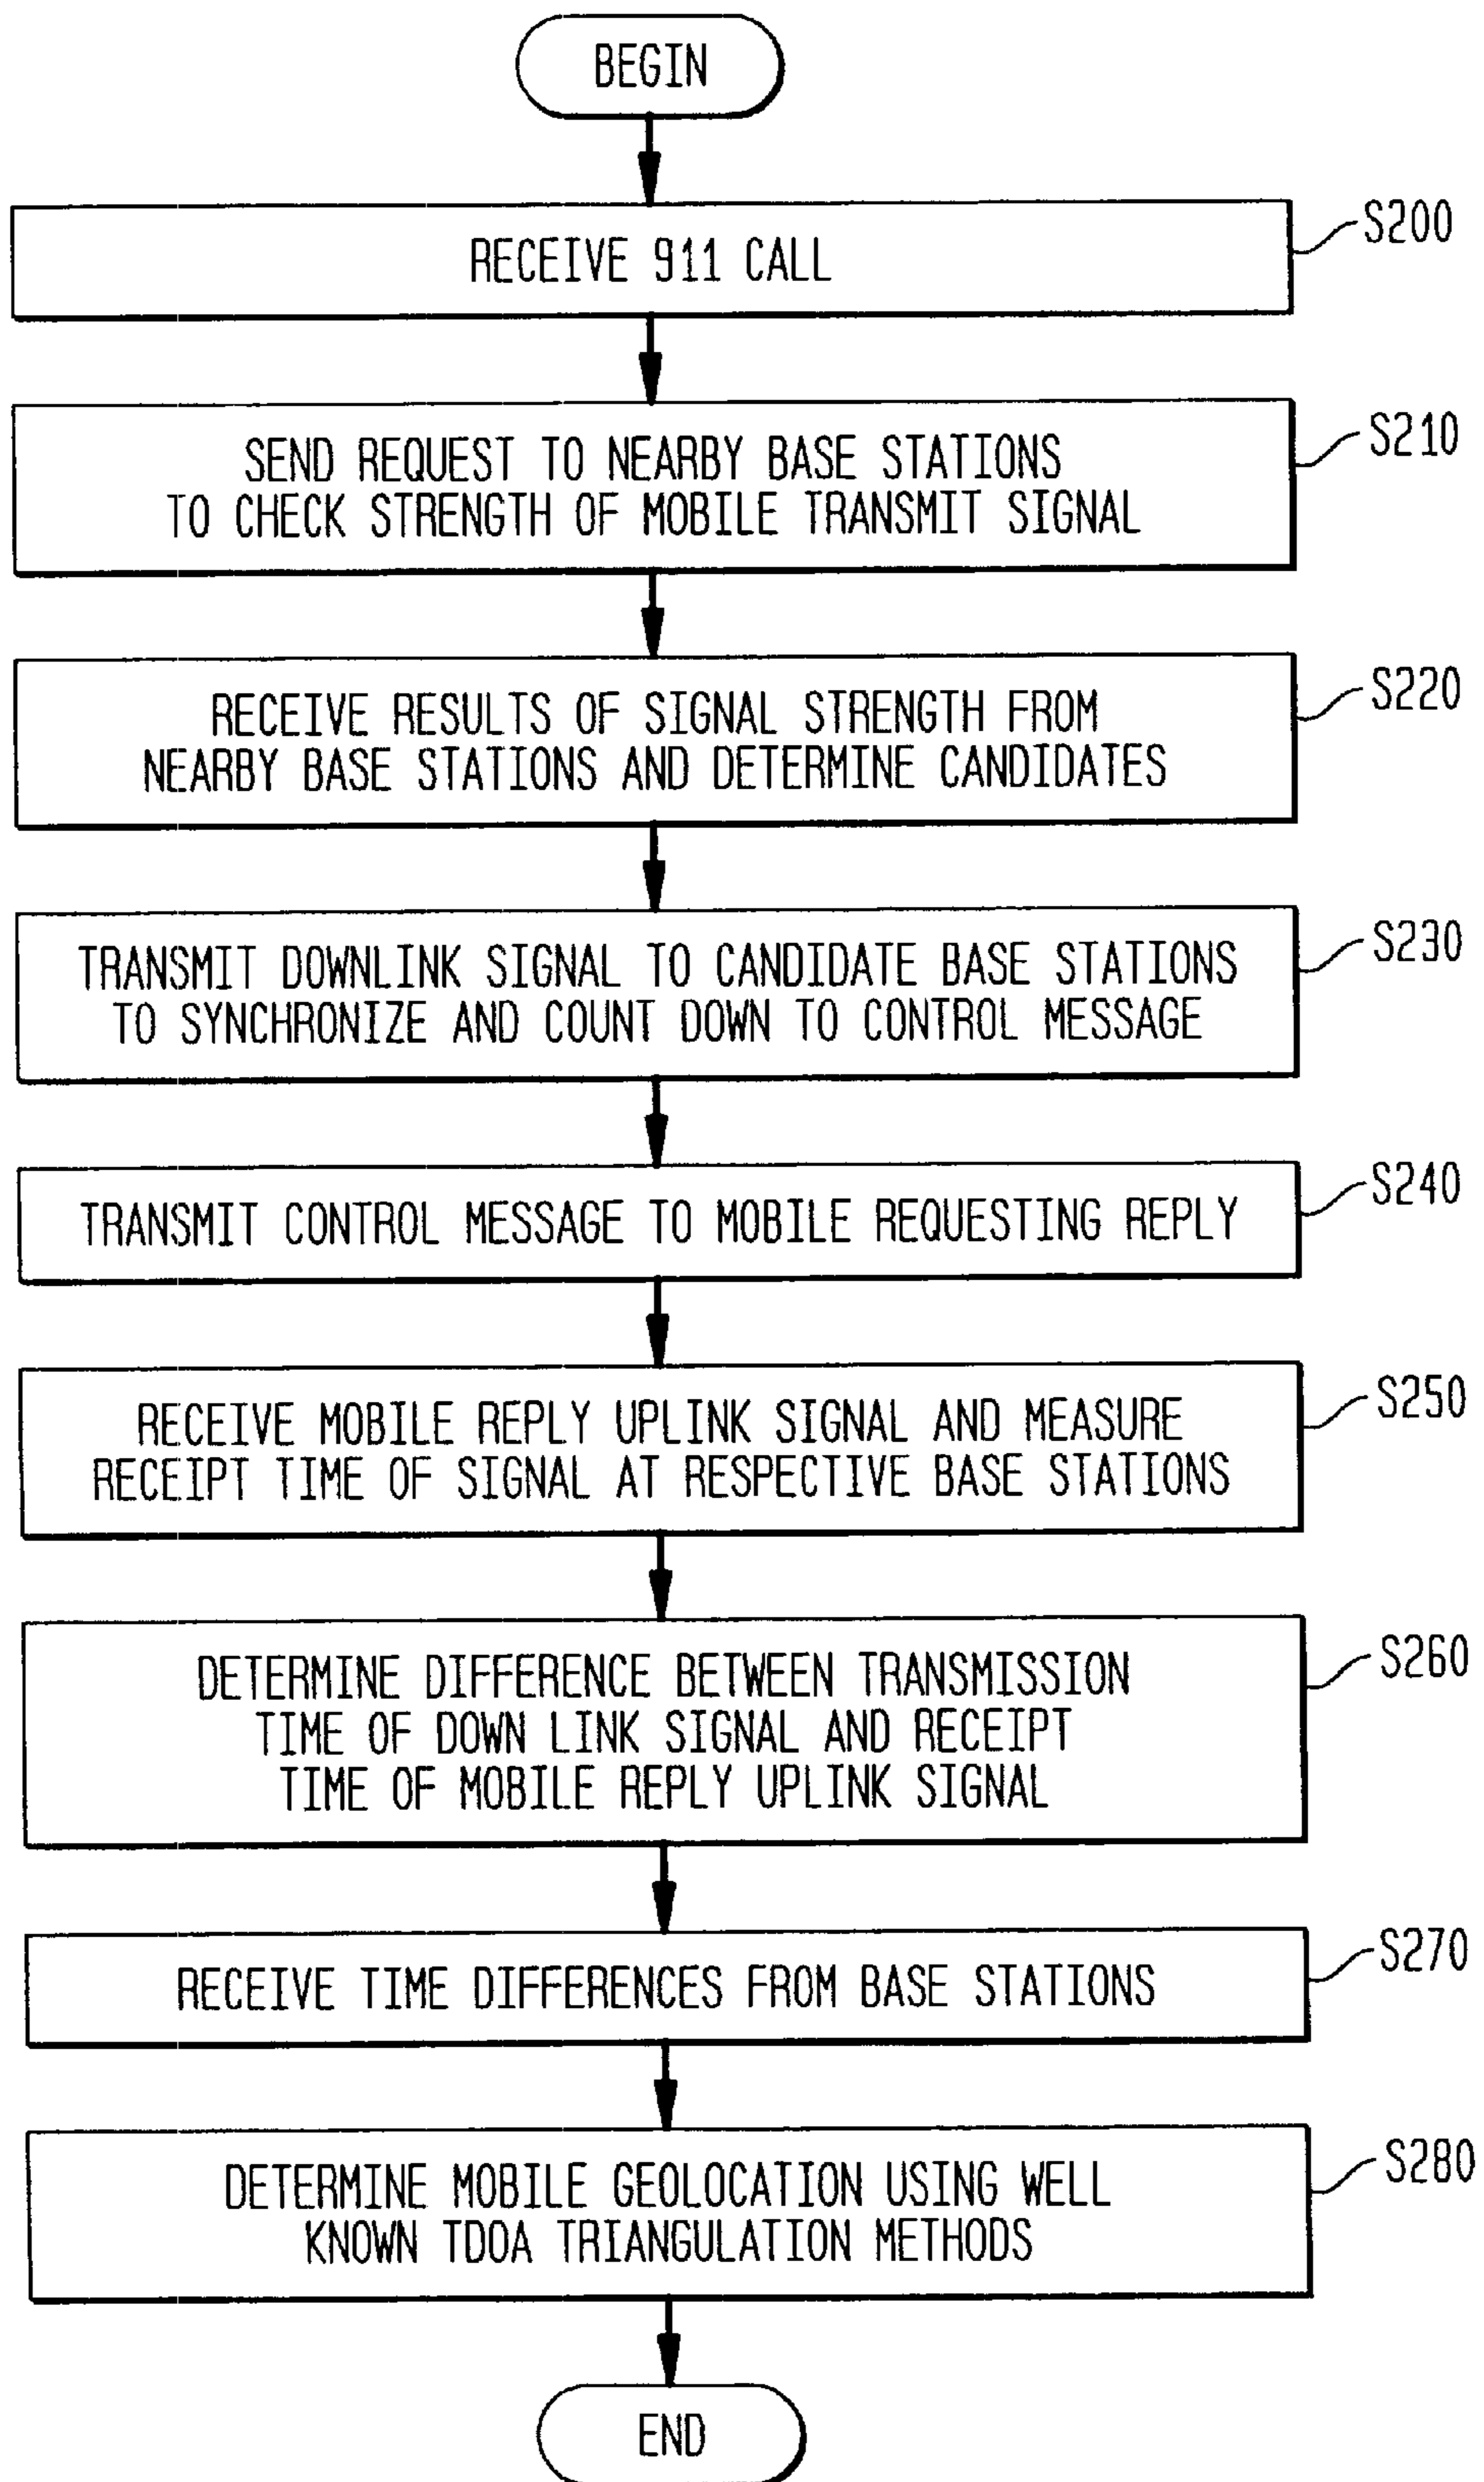 BEGIN
RECEIVE 911 CALL
S200
SEND REQUEST TO NEARBY BASE STATIONS
TO CHECK STRENGTH OF MOBILE TRANSMIT SIGNAL
S210
RECEIVE RESULTS OF SIGNAL STRENGTH FROM
NEARBY BASE STATIONS AND DETERMINE CANDIDATES
S220
TRANSMIT DOWNLINK SIGNAL TO CANDIDATE BASE STATIONS
TO SYNCHRONIZE AND COUNT DOWN TO CONTROL MESSAGE
S230
TRANSMIT CONTROL MESSAGE TO MOBILE REQUESTING REPLY
S240
RECEIVE MOBILE REPLY UPLINK SIGNAL AND MEASURE
RECEIPT TIME OF SIGNAL AT RESPECTIVE BASE STATIONS
S250
DETERMINE DIFFERENCE BETWEEN TRANSMISSION
TIME OF DOWN LINK SIGNAL AND RECEIPT
TIME OF MOBILE REPLY UPLINK SIGNAL
S260
RECEIVE TIME DIFFERENCES FROM BASE STATIONS
S270
DETERMINE MOBILE GEOLOCATION USING WELL
KNOWN TDOA TRIANGULATION METHODS
S280
END